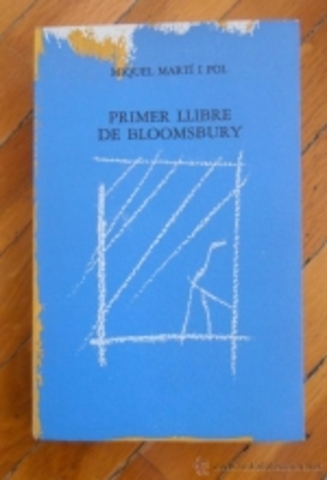 MIQUEL MARTÍ I POL
PRIMER LLIBRE
DE BLOOMSBURY